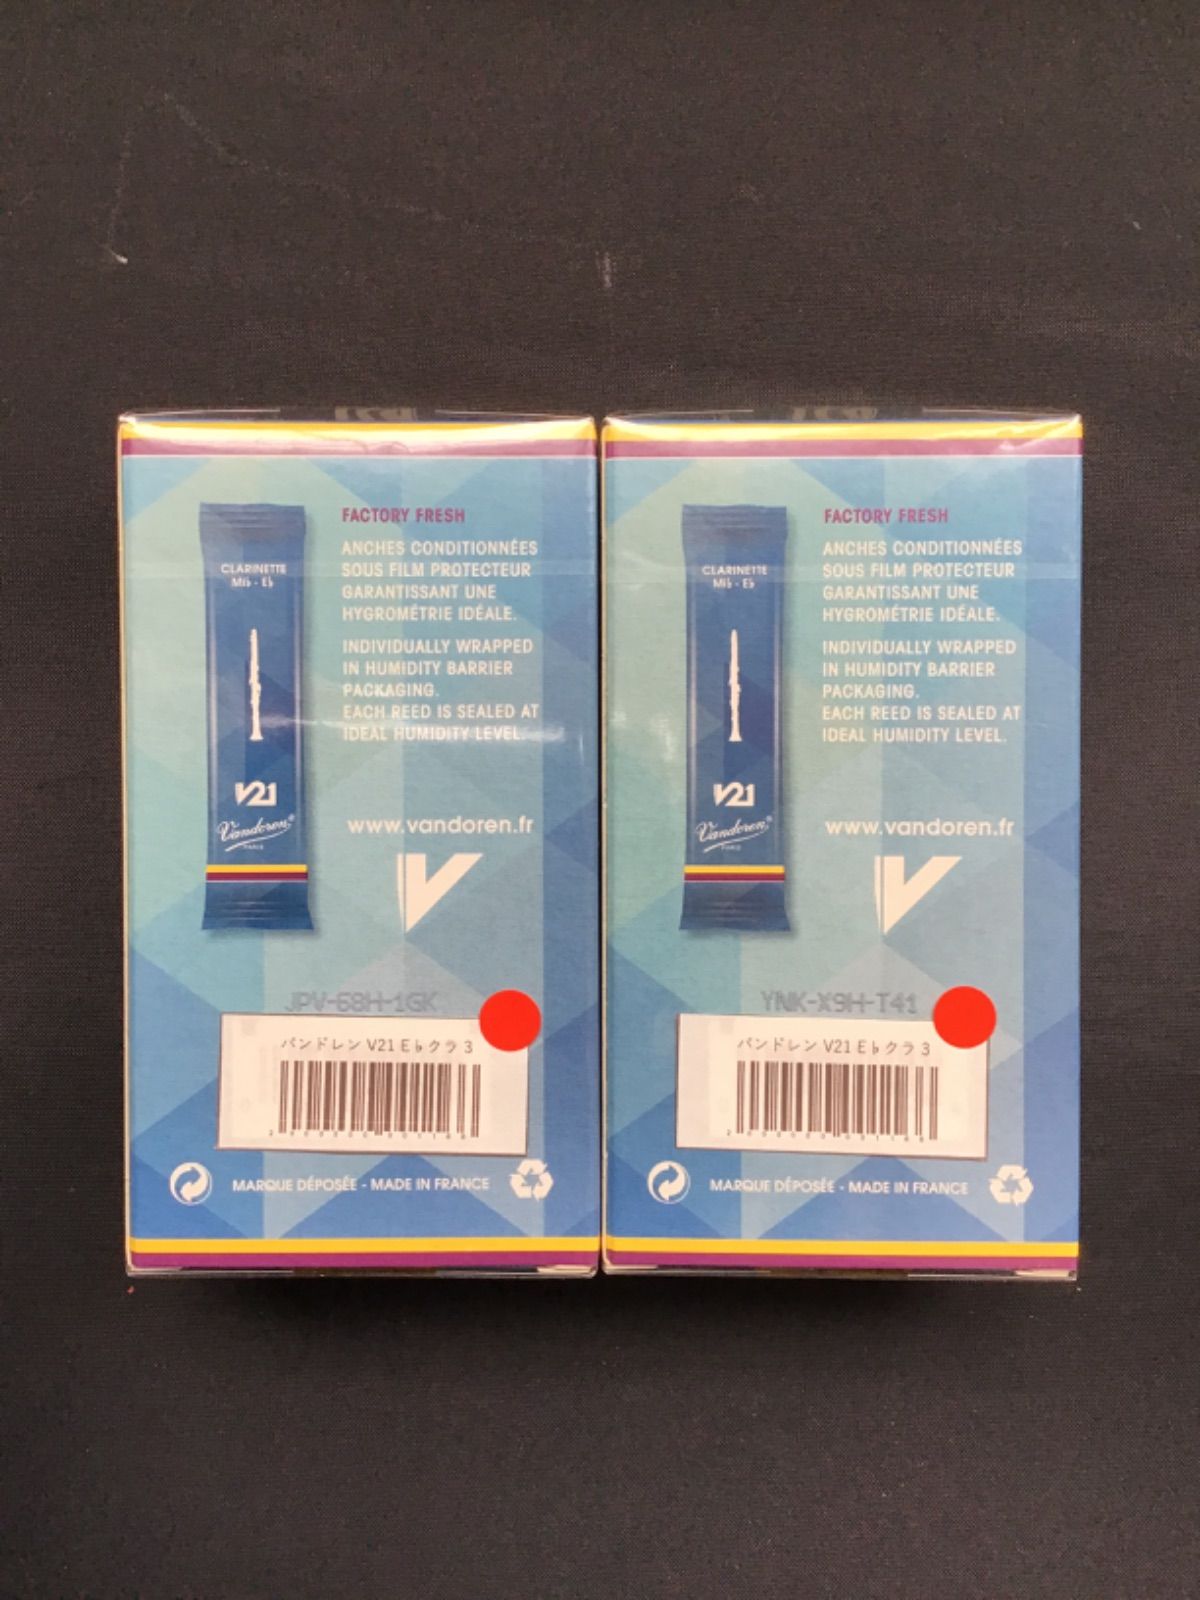 FACTORY FRESH
ANCHES CONDITIONNÉES
SOUS FILM PROTECTEUR
GARANTISSANT UNE
HYGROMÉTRIE IDÉALE.
INDIVIDUALLY WRAPPED
IN HUMIDITY BARRIER
PACKAGING.
EACH REED IS SEALED AT
IDEAL HUMIDITY LEVEL.
CLARINETTE
Mi♭ - E♭
V21
Vandoren®
PARIS
www.vandoren.fr
V
JPV-68H-1GK
バンドレン V21 E♭クラ 3
MARQUE DÉPOSÉE - MADE IN FRANCE
FACTORY FRESH
ANCHES CONDITIONNÉES
SOUS FILM PROTECTEUR
GARANTISSANT UNE
HYGROMÉTRIE IDÉALE.
INDIVIDUALLY WRAPPED
IN HUMIDITY BARRIER
PACKAGING.
EACH REED IS SEALED AT
IDEAL HUMIDITY LEVEL.
CLARINETTE
Mi♭ - E♭
V21
Vandoren®
PARIS
www.vandoren.fr
V
YNK-X9H-T41
バンドレン V21 E♭クラ 3
MARQUE DÉPOSÉE - MADE IN FRANCE